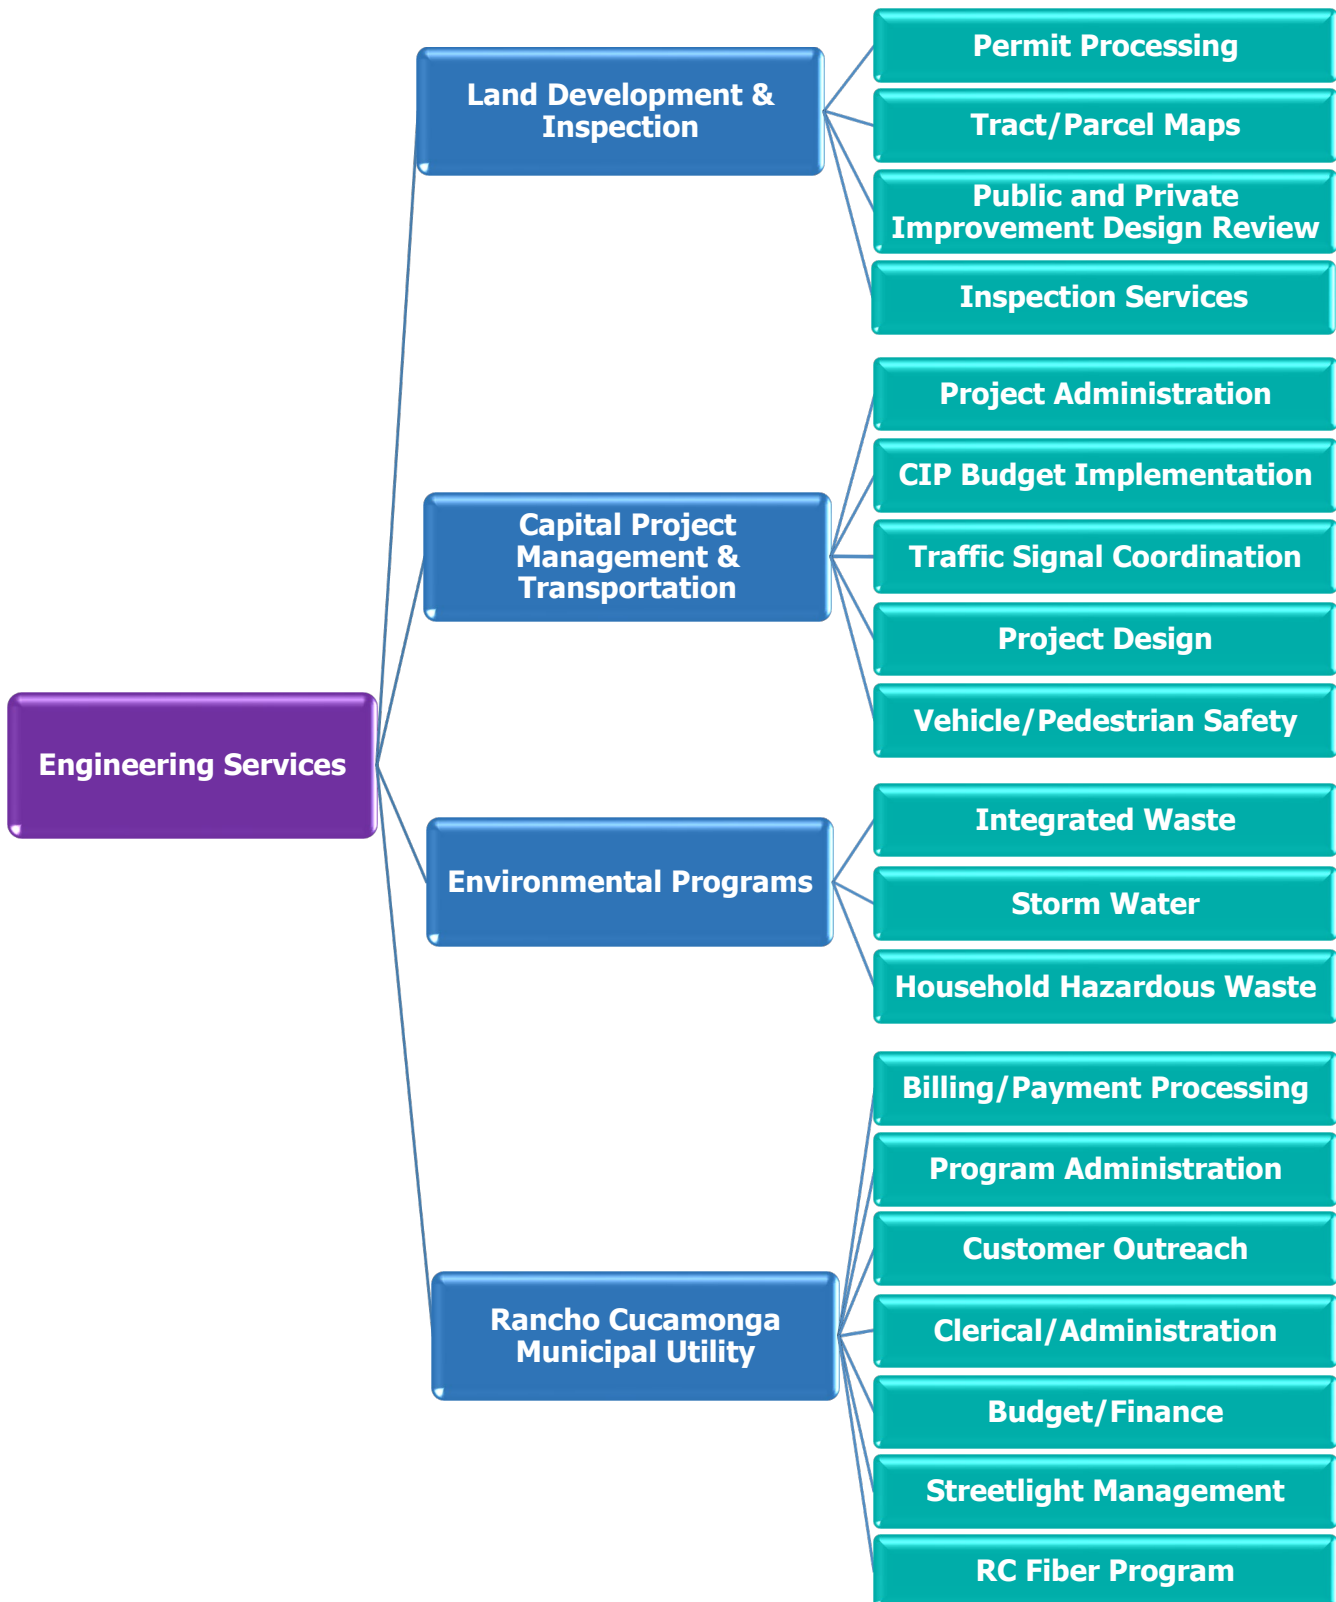 Engineering Services
Land Development &
Inspection
Permit Processing
Tract/Parcel Maps
Public and Private
Improvement Design Review
Inspection Services
Capital Project
Management &
Transportation
Project Administration
CIP Budget Implementation
Traffic Signal Coordination
Project Design
Vehicle/Pedestrian Safety
Environmental Programs
Integrated Waste
Storm Water
Household Hazardous Waste
Rancho Cucamonga
Municipal Utility
Billing/Payment Processing
Program Administration
Customer Outreach
Clerical/Administration
Budget/Finance
Streetlight Management
RC Fiber Program